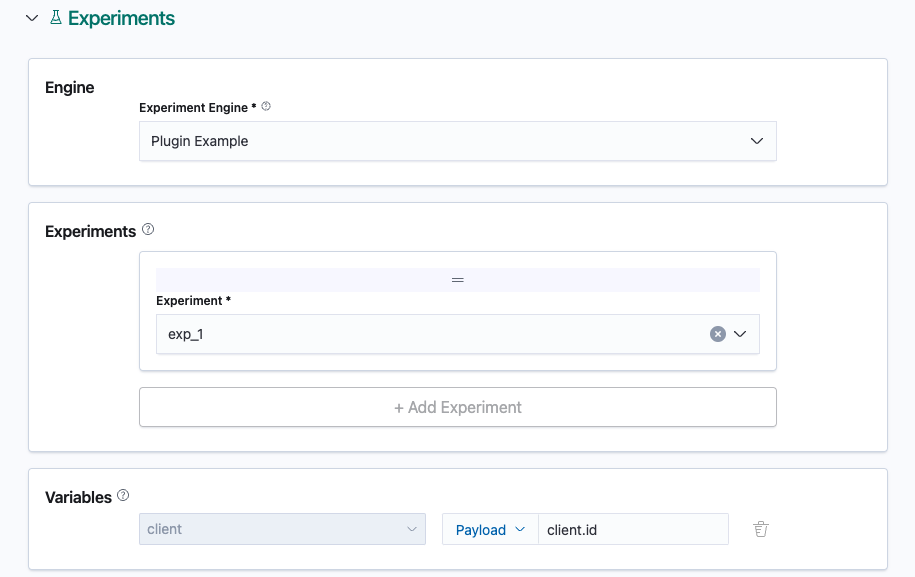 Experiments
Engine
Experiment Engine *
Plugin Example
Experiments
Experiment *
exp_1
+ Add Experiment
Variables
client Payload client.id